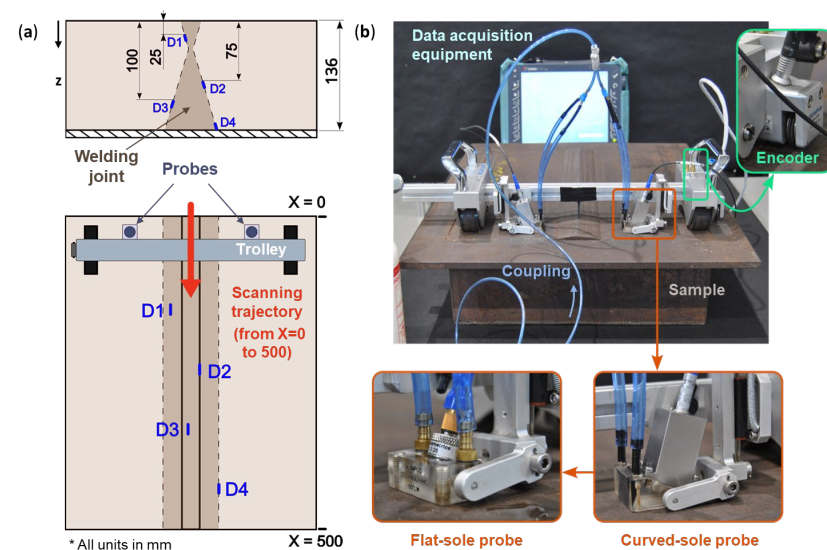 (a)
z
100
25
D1
75
D2
D3
D4
136
Welding
joint
Probes
X = 0
Trolley
Scanning
trajectory
(from X=0
to 500)
D1
D2
D3
D4
* All units in mm
X = 500
(b)
Data acquisition
equipment
Encoder
Coupling
Sample
Flat-sole probe
Curved-sole probe